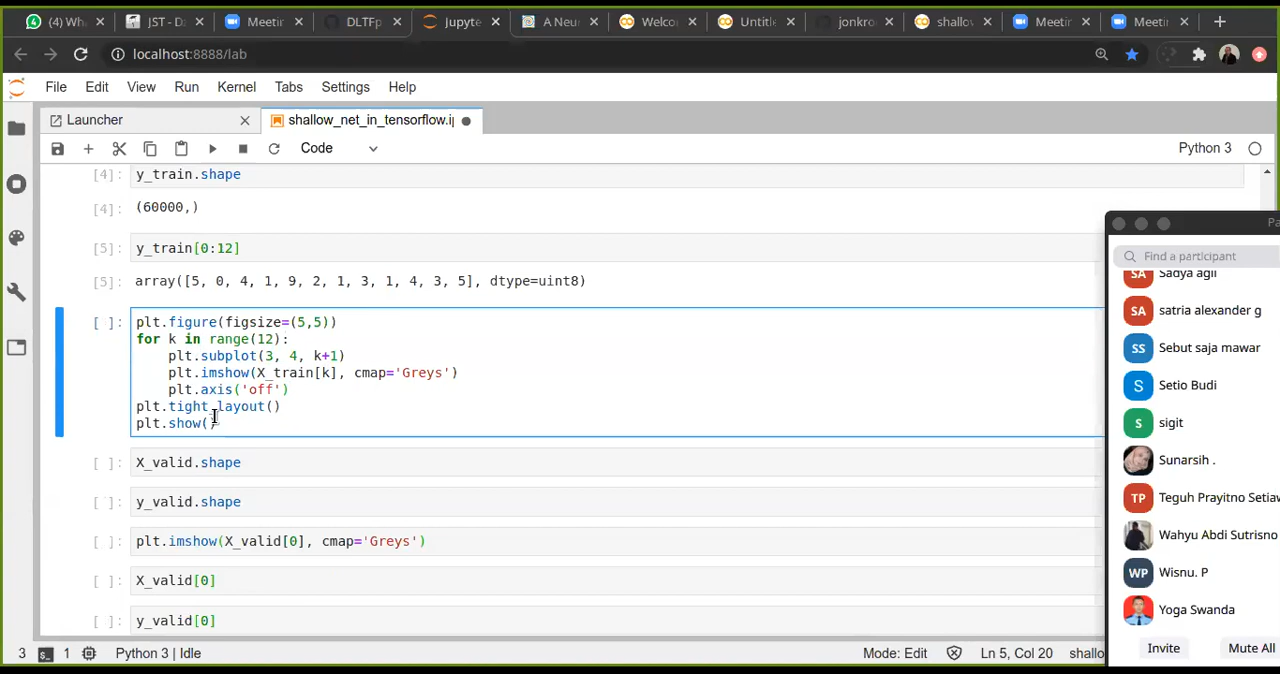 (4) Wh
JST - D
Meetin
DLTFp
Jupyte
A Neu
Welco
Untitl
jonkro
shallo
Meetin
Meetin
localhost:8888/lab
File Edit View Run Kernel Tabs Settings Help
Launcher
shallow_net_in_tensorflow.ip
Code
Python 3
[4]: y_train.shape
[4]: (60000,)
[5]: y_train[0:12]
[5]: array([5, 0, 4, 1, 9, 2, 1, 3, 1, 4, 3, 5], dtype=uint8)
[ ]: plt.figure(figsize=(5,5))
for k in range(12):
plt.subplot(3, 4, k+1)
plt.imshow(X_train[k], cmap='Greys')
plt.axis('off')
plt.tight_layout()
plt.show()
[ ]: X_valid.shape
[ ]: y_valid.shape
[ ]: plt.imshow(X_valid[0], cmap='Greys')
[ ]: X_valid[0]
[ ]: y_valid[0]
Pa
Find a participant
SA Sadya agil
SA satria alexander g
SS Sebut saja mawar
S Setio Budi
S sigit
Sunarsih .
TP Teguh Prayitno Setiaw
Wahyu Abdi Sutrisno
WP Wisnu. P
Yoga Swanda
Invite Mute All
3 1 Python 3 | Idle Mode: Edit Ln 5, Col 20 shallo